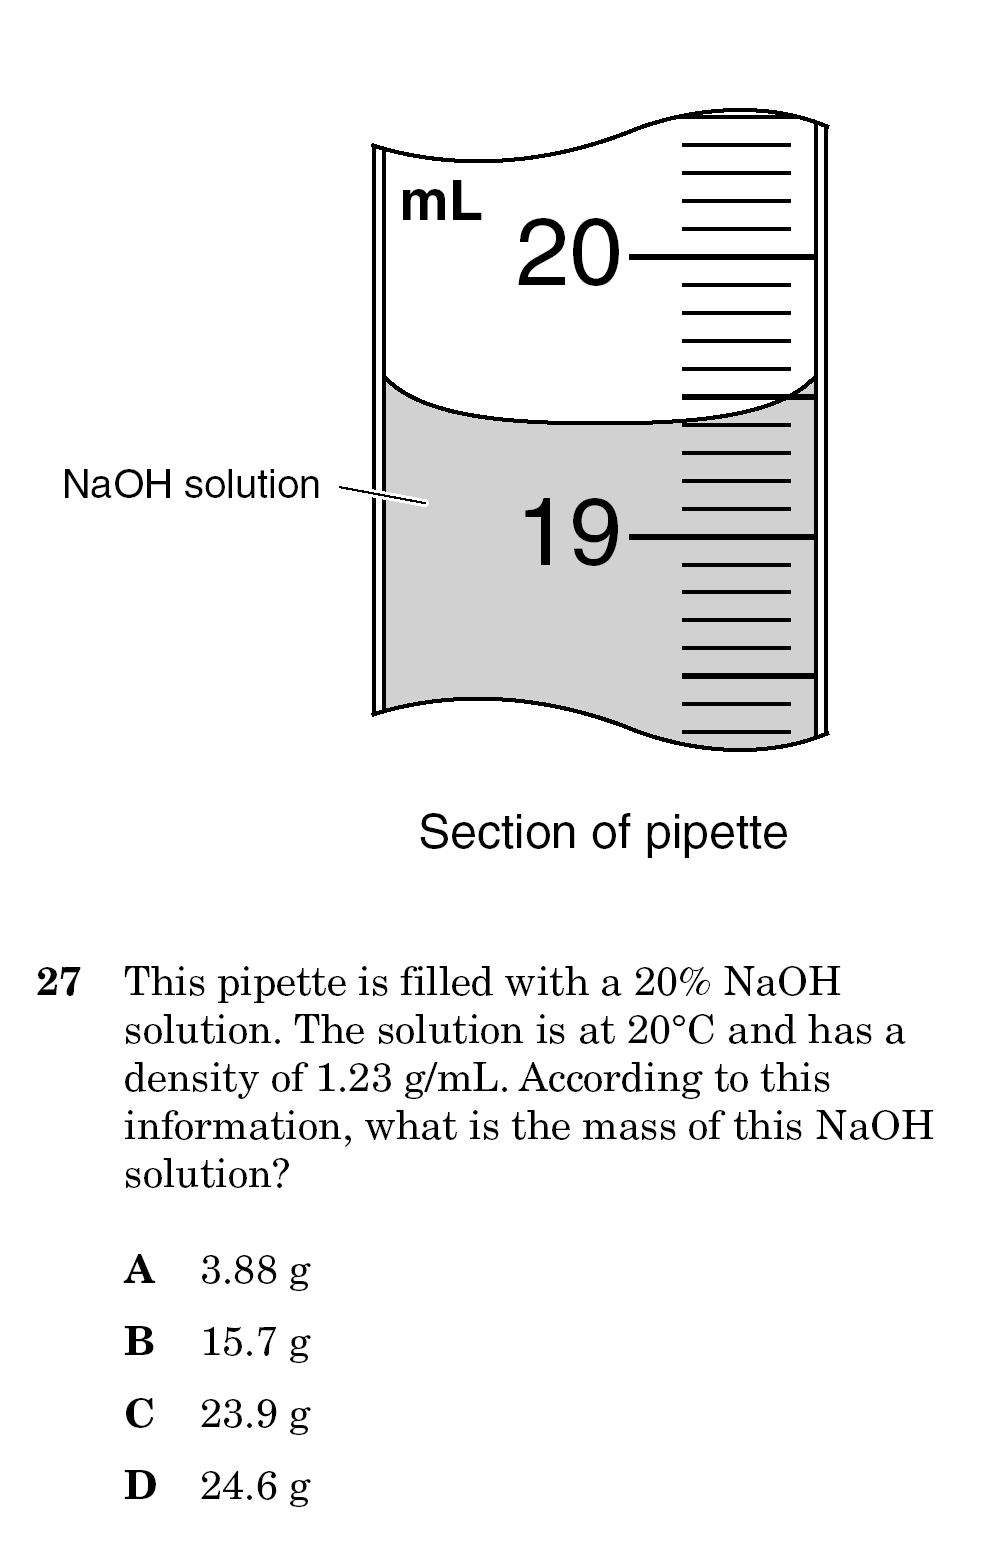 mL
20
NaOH solution
19
Section of pipette
27 This pipette is filled with a 20% NaOH
solution. The solution is at 20°C and has a
density of 1.23 g/mL. According to this
information, what is the mass of this NaOH
solution?
A 3.88 g
B 15.7 g
C 23.9 g
D 24.6 g